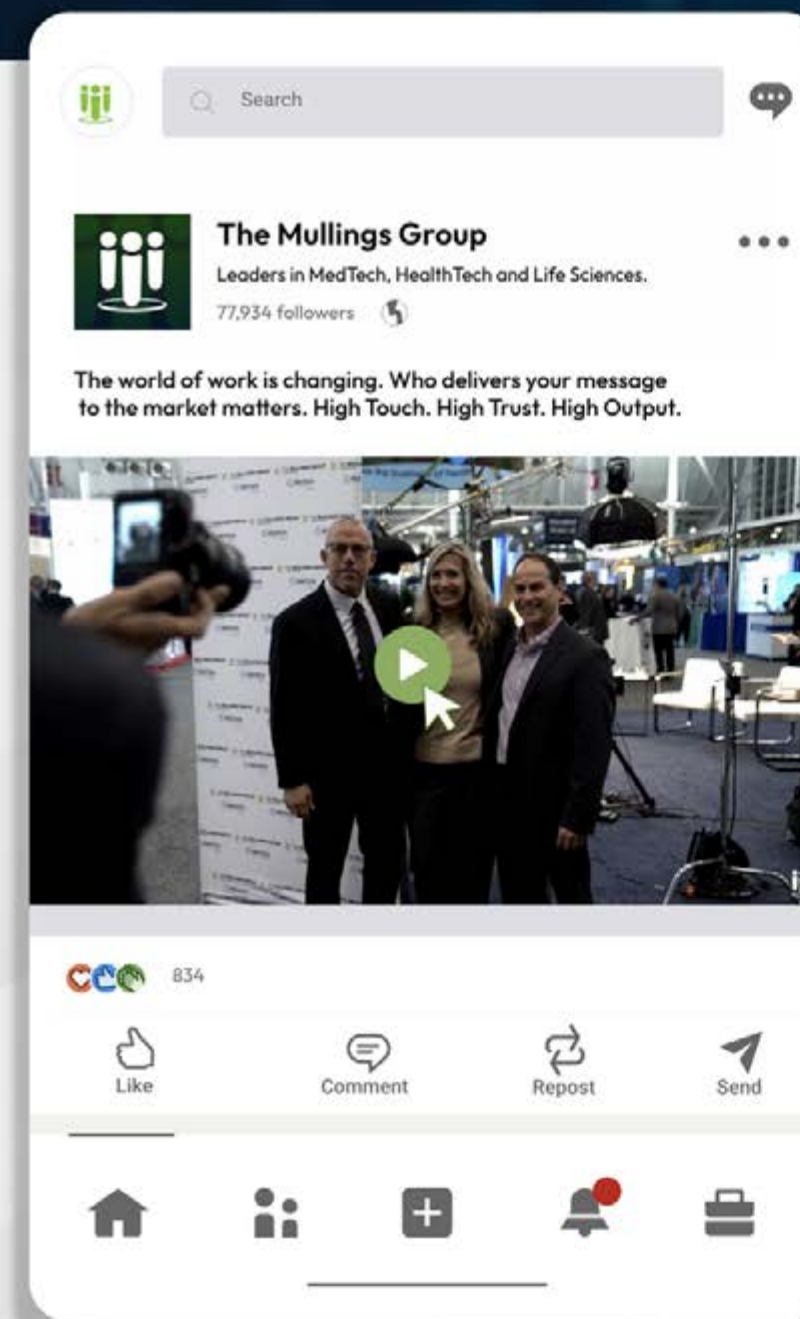 Search
The Mullings Group
Leaders in MedTech, HealthTech and Life Sciences.
77,934 followers
The world of work is changing. Who delivers your message
to the market matters. High Touch. High Trust. High Output.
834
Like
Comment
Repost
Send